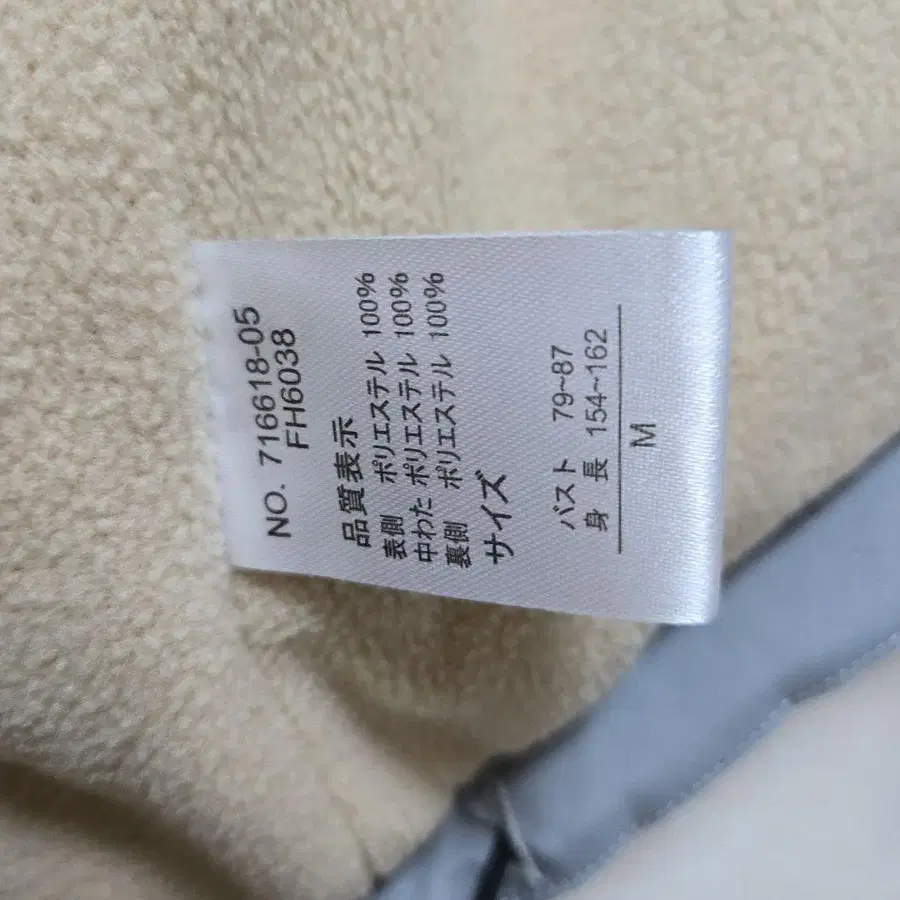 NO. 716618-05
FH6038
品質表示
表側 ポリエステル 100%
中わた ポリエステル 100%
裏側 ポリエステル 100%
サイズ
バスト 79~87
身長 154~162
M